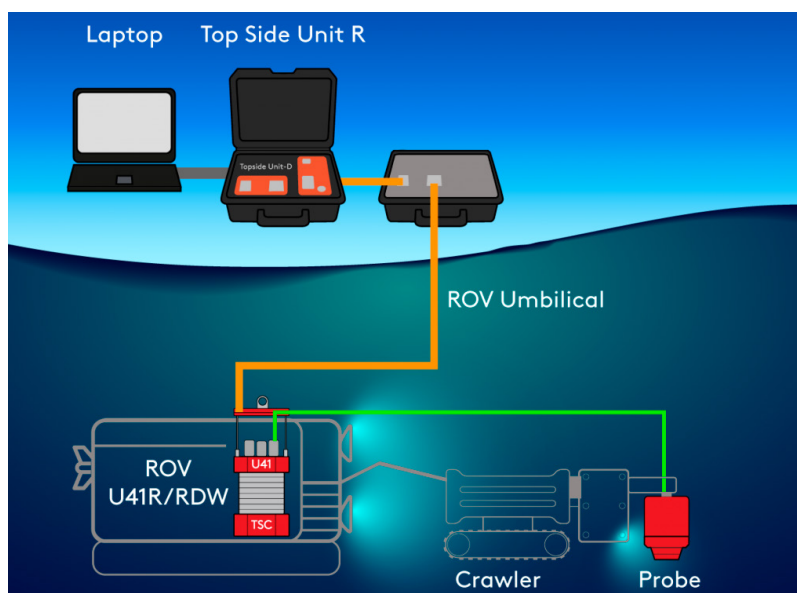 Laptop
Top Side Unit R
Topside Unit-D
ROV Umbilical
U41
ROV
U41R/RDW
TSC
Crawler
Probe